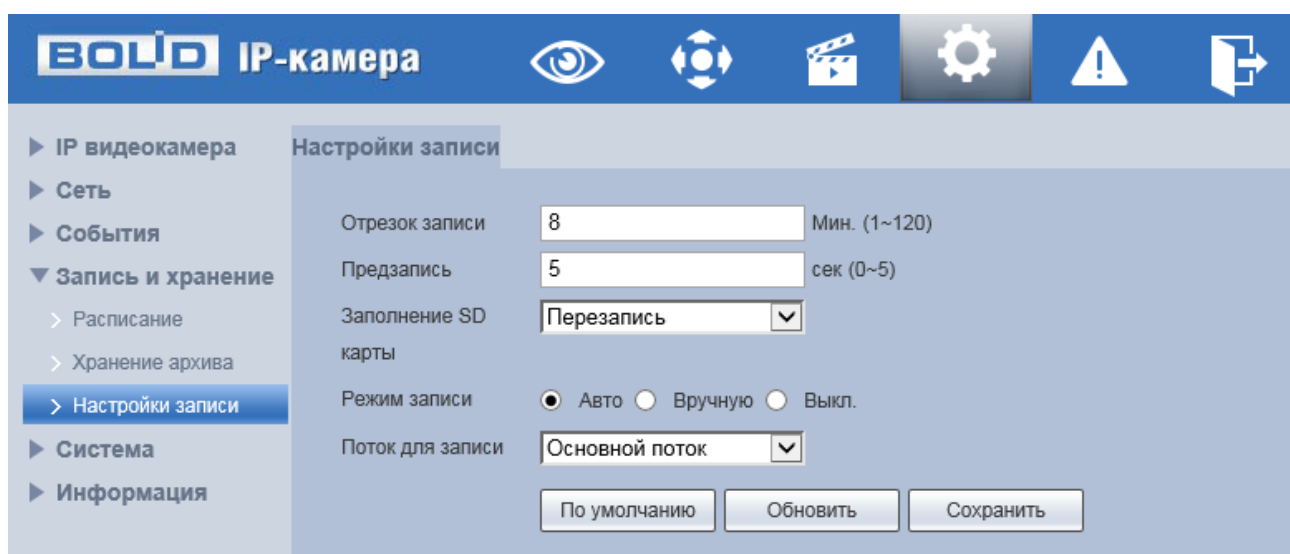 BOLID IP-камера
IP видеокамера
Сеть
События
Запись и хранение
Расписание
Хранение архива
Настройки записи
Система
Информация
Настройки записи
Отрезок записи 8 Мин. (1~120)
Предзапись 5 сек (0~5)
Заполнение SD Перезапись
карты
Режим записи Авто Вручную Выкл.
Поток для записи Основной поток
По умолчанию Обновить Сохранить